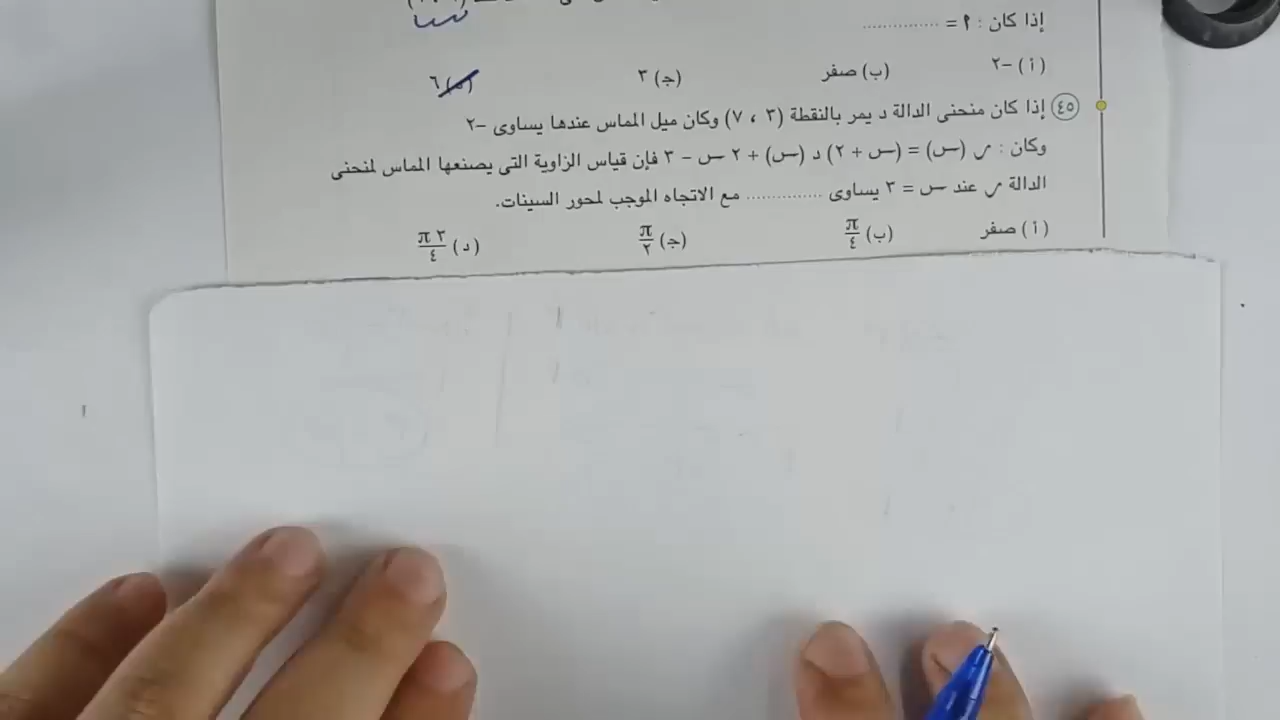 إذا كان : ٢ = ...............
(أ) -٢ (ب) صفر (جـ) ٣ (د) ٦
٤٥ إذا كان منحنى الدالة د يمر بالنقطة (٣ ، ٧) وكان ميل المماس عندها يساوى -٢
وكان : ر (س) = (س + ٢) د (س) + ٢ س - ٣ فإن قياس الزاوية التى يصنعها المماس لمنحنى
الدالة ر عند س = ٣ يساوى ............... مع الاتجاه الموجب لمحور السينات.
(أ) صفر (ب) π/٤ (جـ) π/٢ (د) ٣π/٤